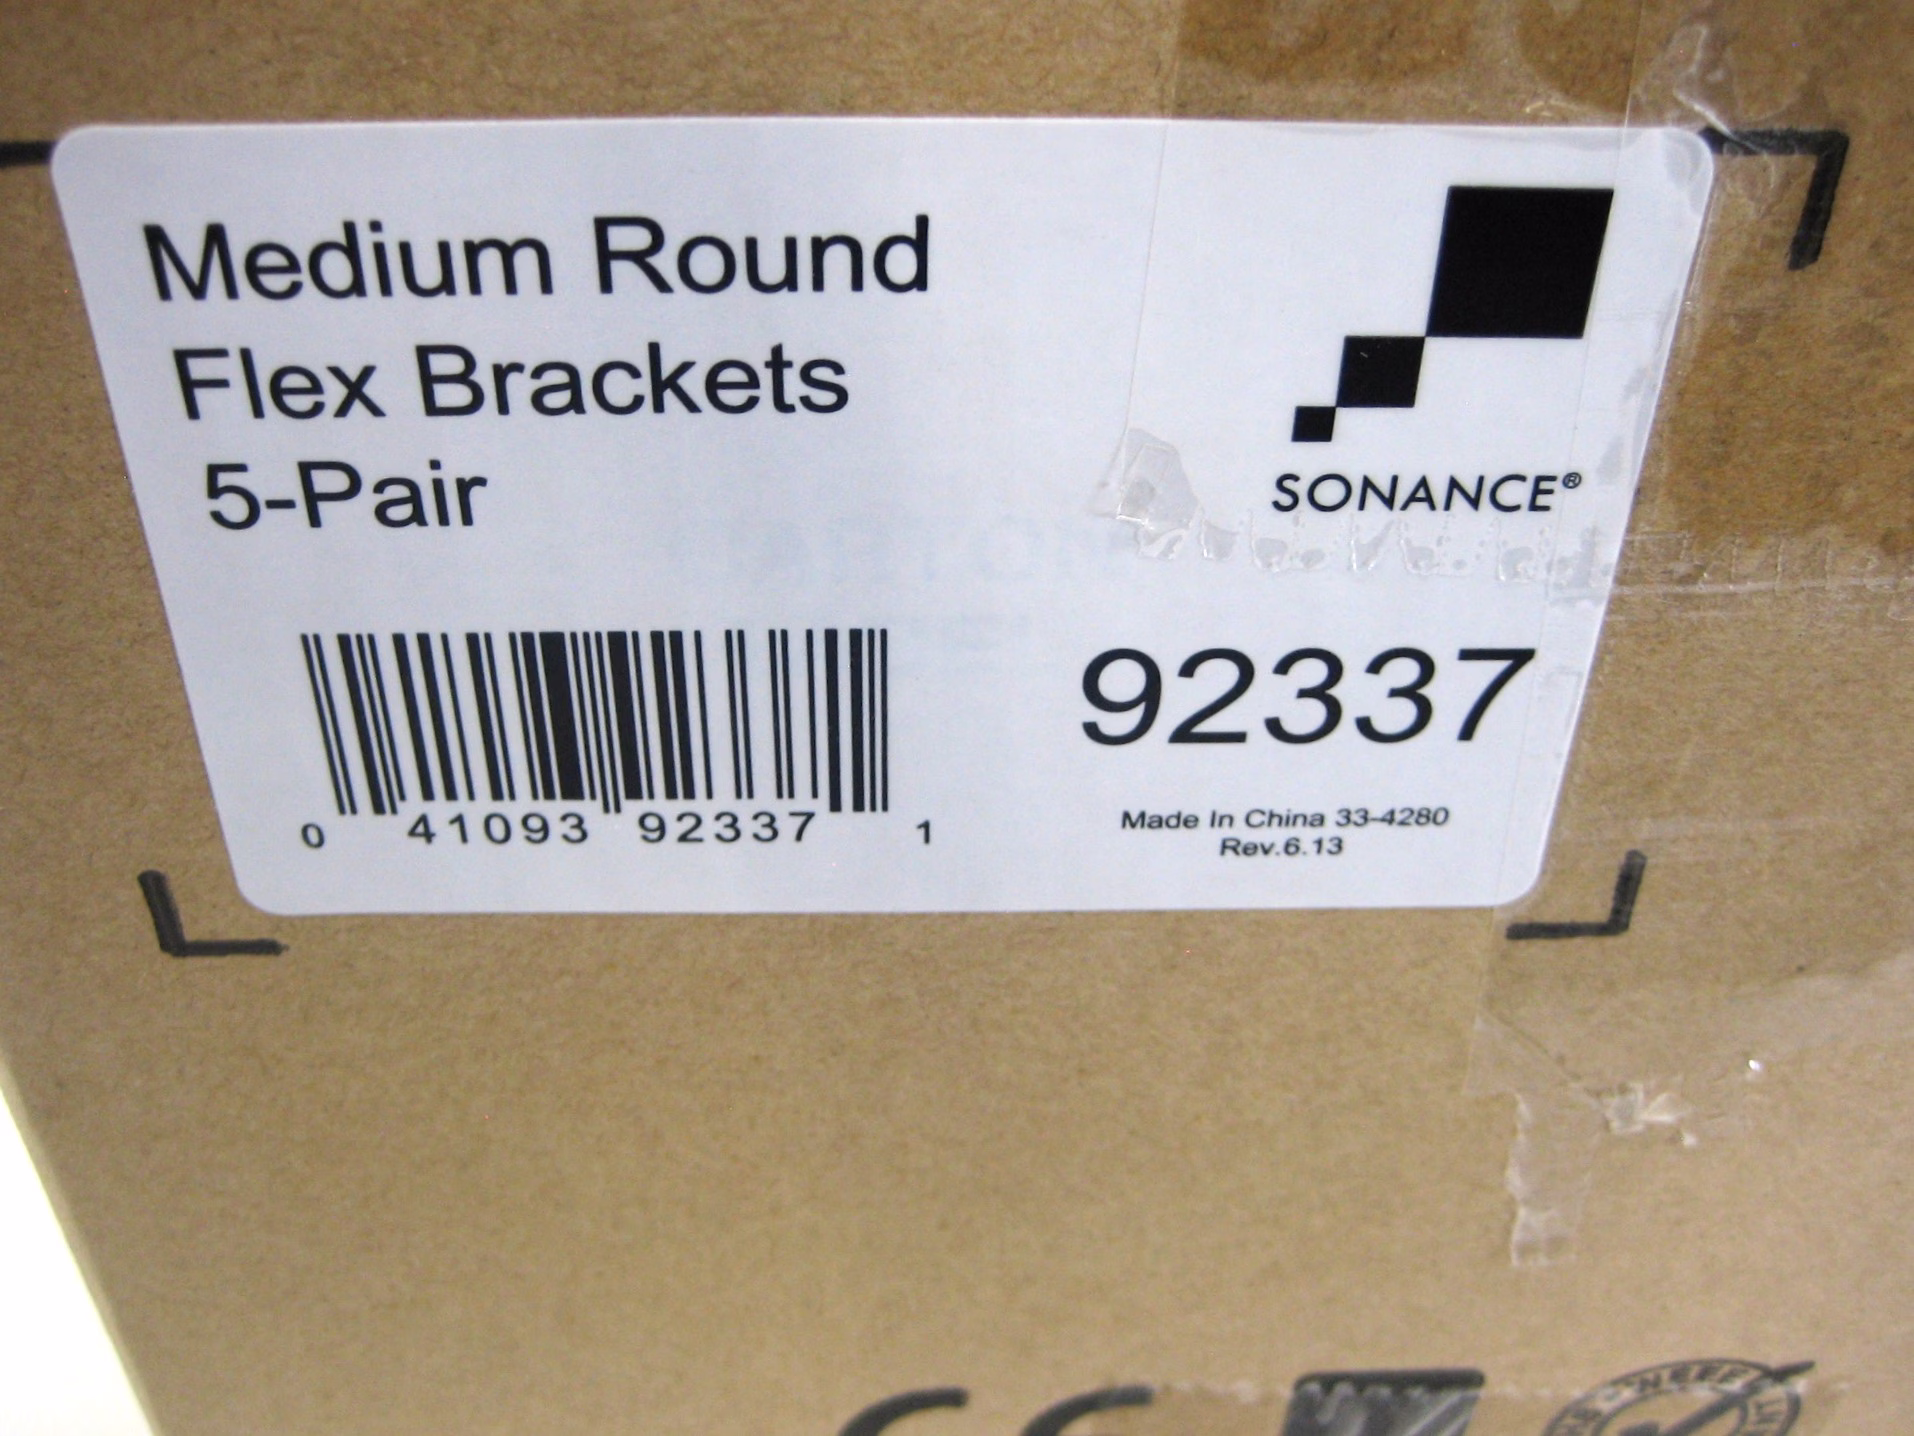 Medium Round
Flex Brackets
5-Pair
SONANCE®
0 41093 92337 1
92337
Made In China 33-4280
Rev.6.13
CE